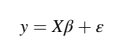 y = Xβ + ε